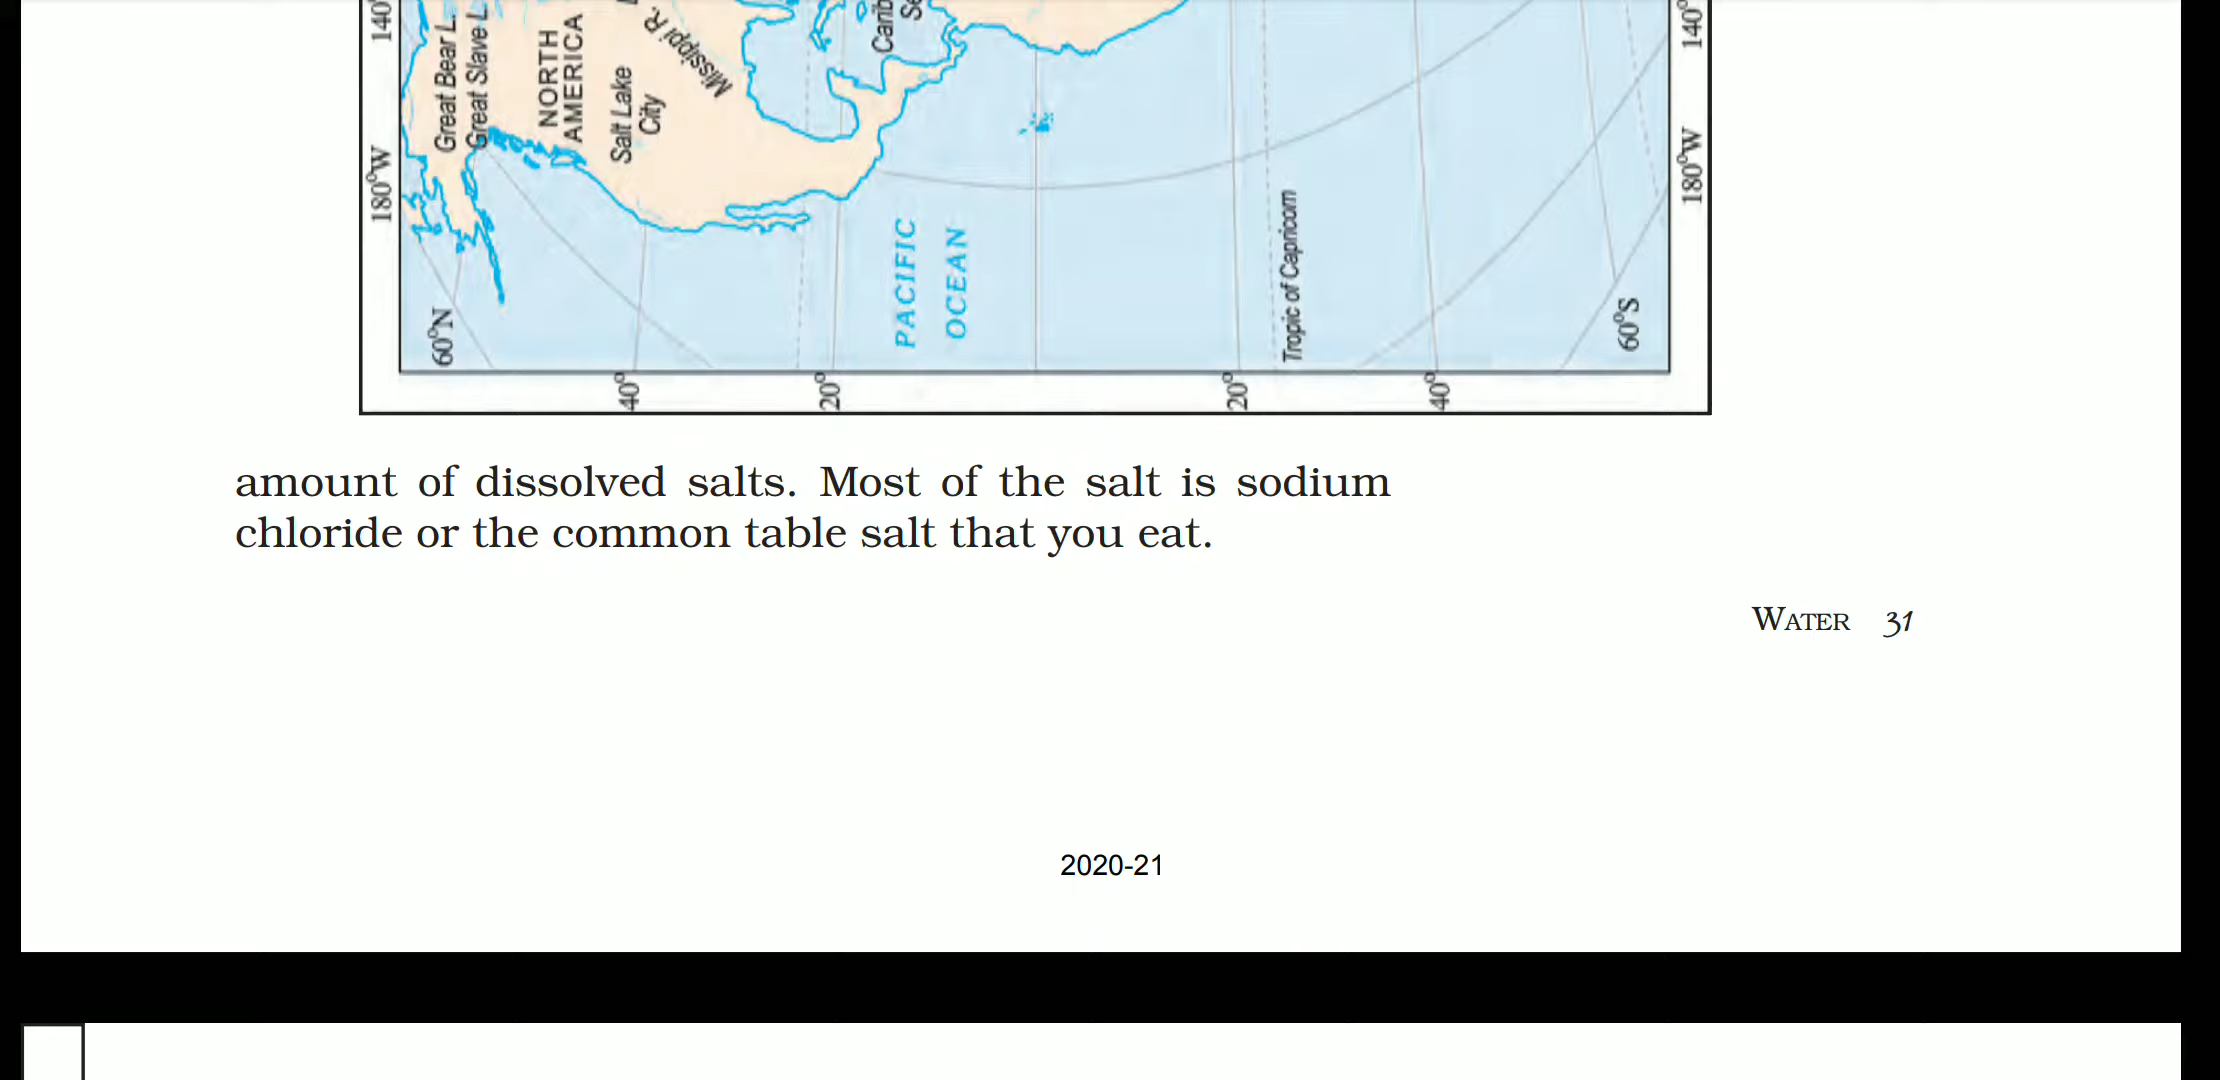 140°
180°W
Great Bear L.
Great Slave L
NORTH
AMERICA
Salt Lake
City
Mississippi R.
Carib
Se
PACIFIC
OCEAN
Tropic of Capricorn
60°N
60°S
140°
180°W
40°
20°
20°
40°
amount of dissolved salts. Most of the salt is sodium
chloride or the common table salt that you eat.
WATER 31
2020-21